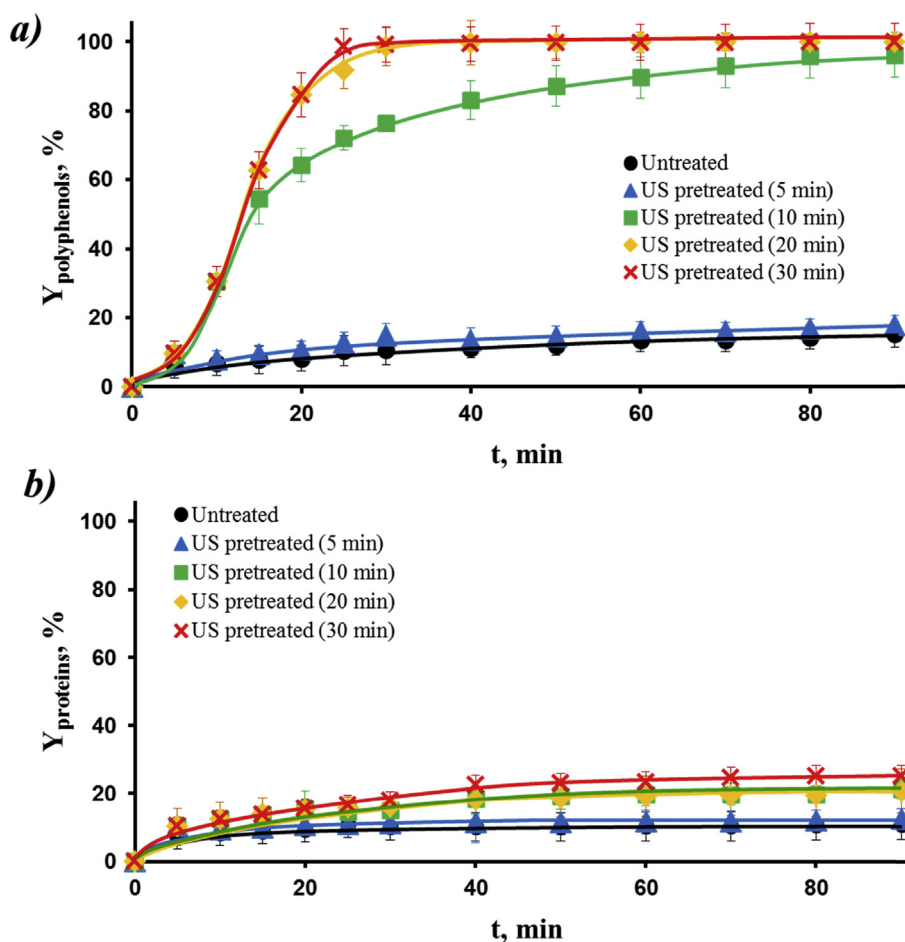 a)
100
80
60
40
20
0
Y polyphenols, %
Untreated
US pretreated (5 min)
US pretreated (10 min)
US pretreated (20 min)
US pretreated (30 min)
0 20 40 60 80
t, min
b)
100
80
60
40
20
0
Y proteins, %
Untreated
US pretreated (5 min)
US pretreated (10 min)
US pretreated (20 min)
US pretreated (30 min)
0 20 40 60 80
t, min